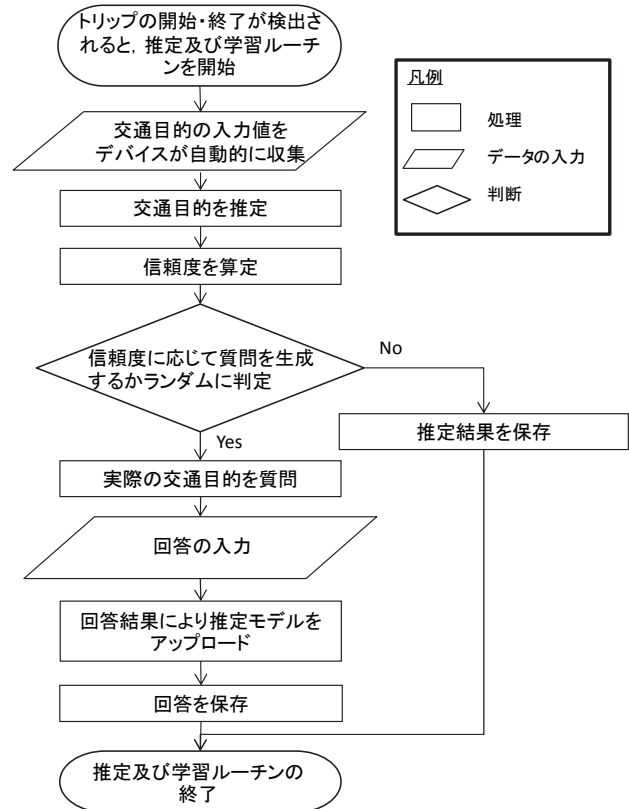 トリップの開始・終了が検出さ
れると，推定及び学習ルーチ
ンを開始
交通目的の入力値を
デバイスが自動的に収集
交通目的を推定
信頼度を算定
信頼度に応じて質問を生成
するかランダムに判定
No
Yes
推定結果を保存
実際の交通目的を質問
回答の入力
回答結果により推定モデルを
アップロード
回答を保存
推定及び学習ルーチンの
終了
凡例
処理
データの入力
判断